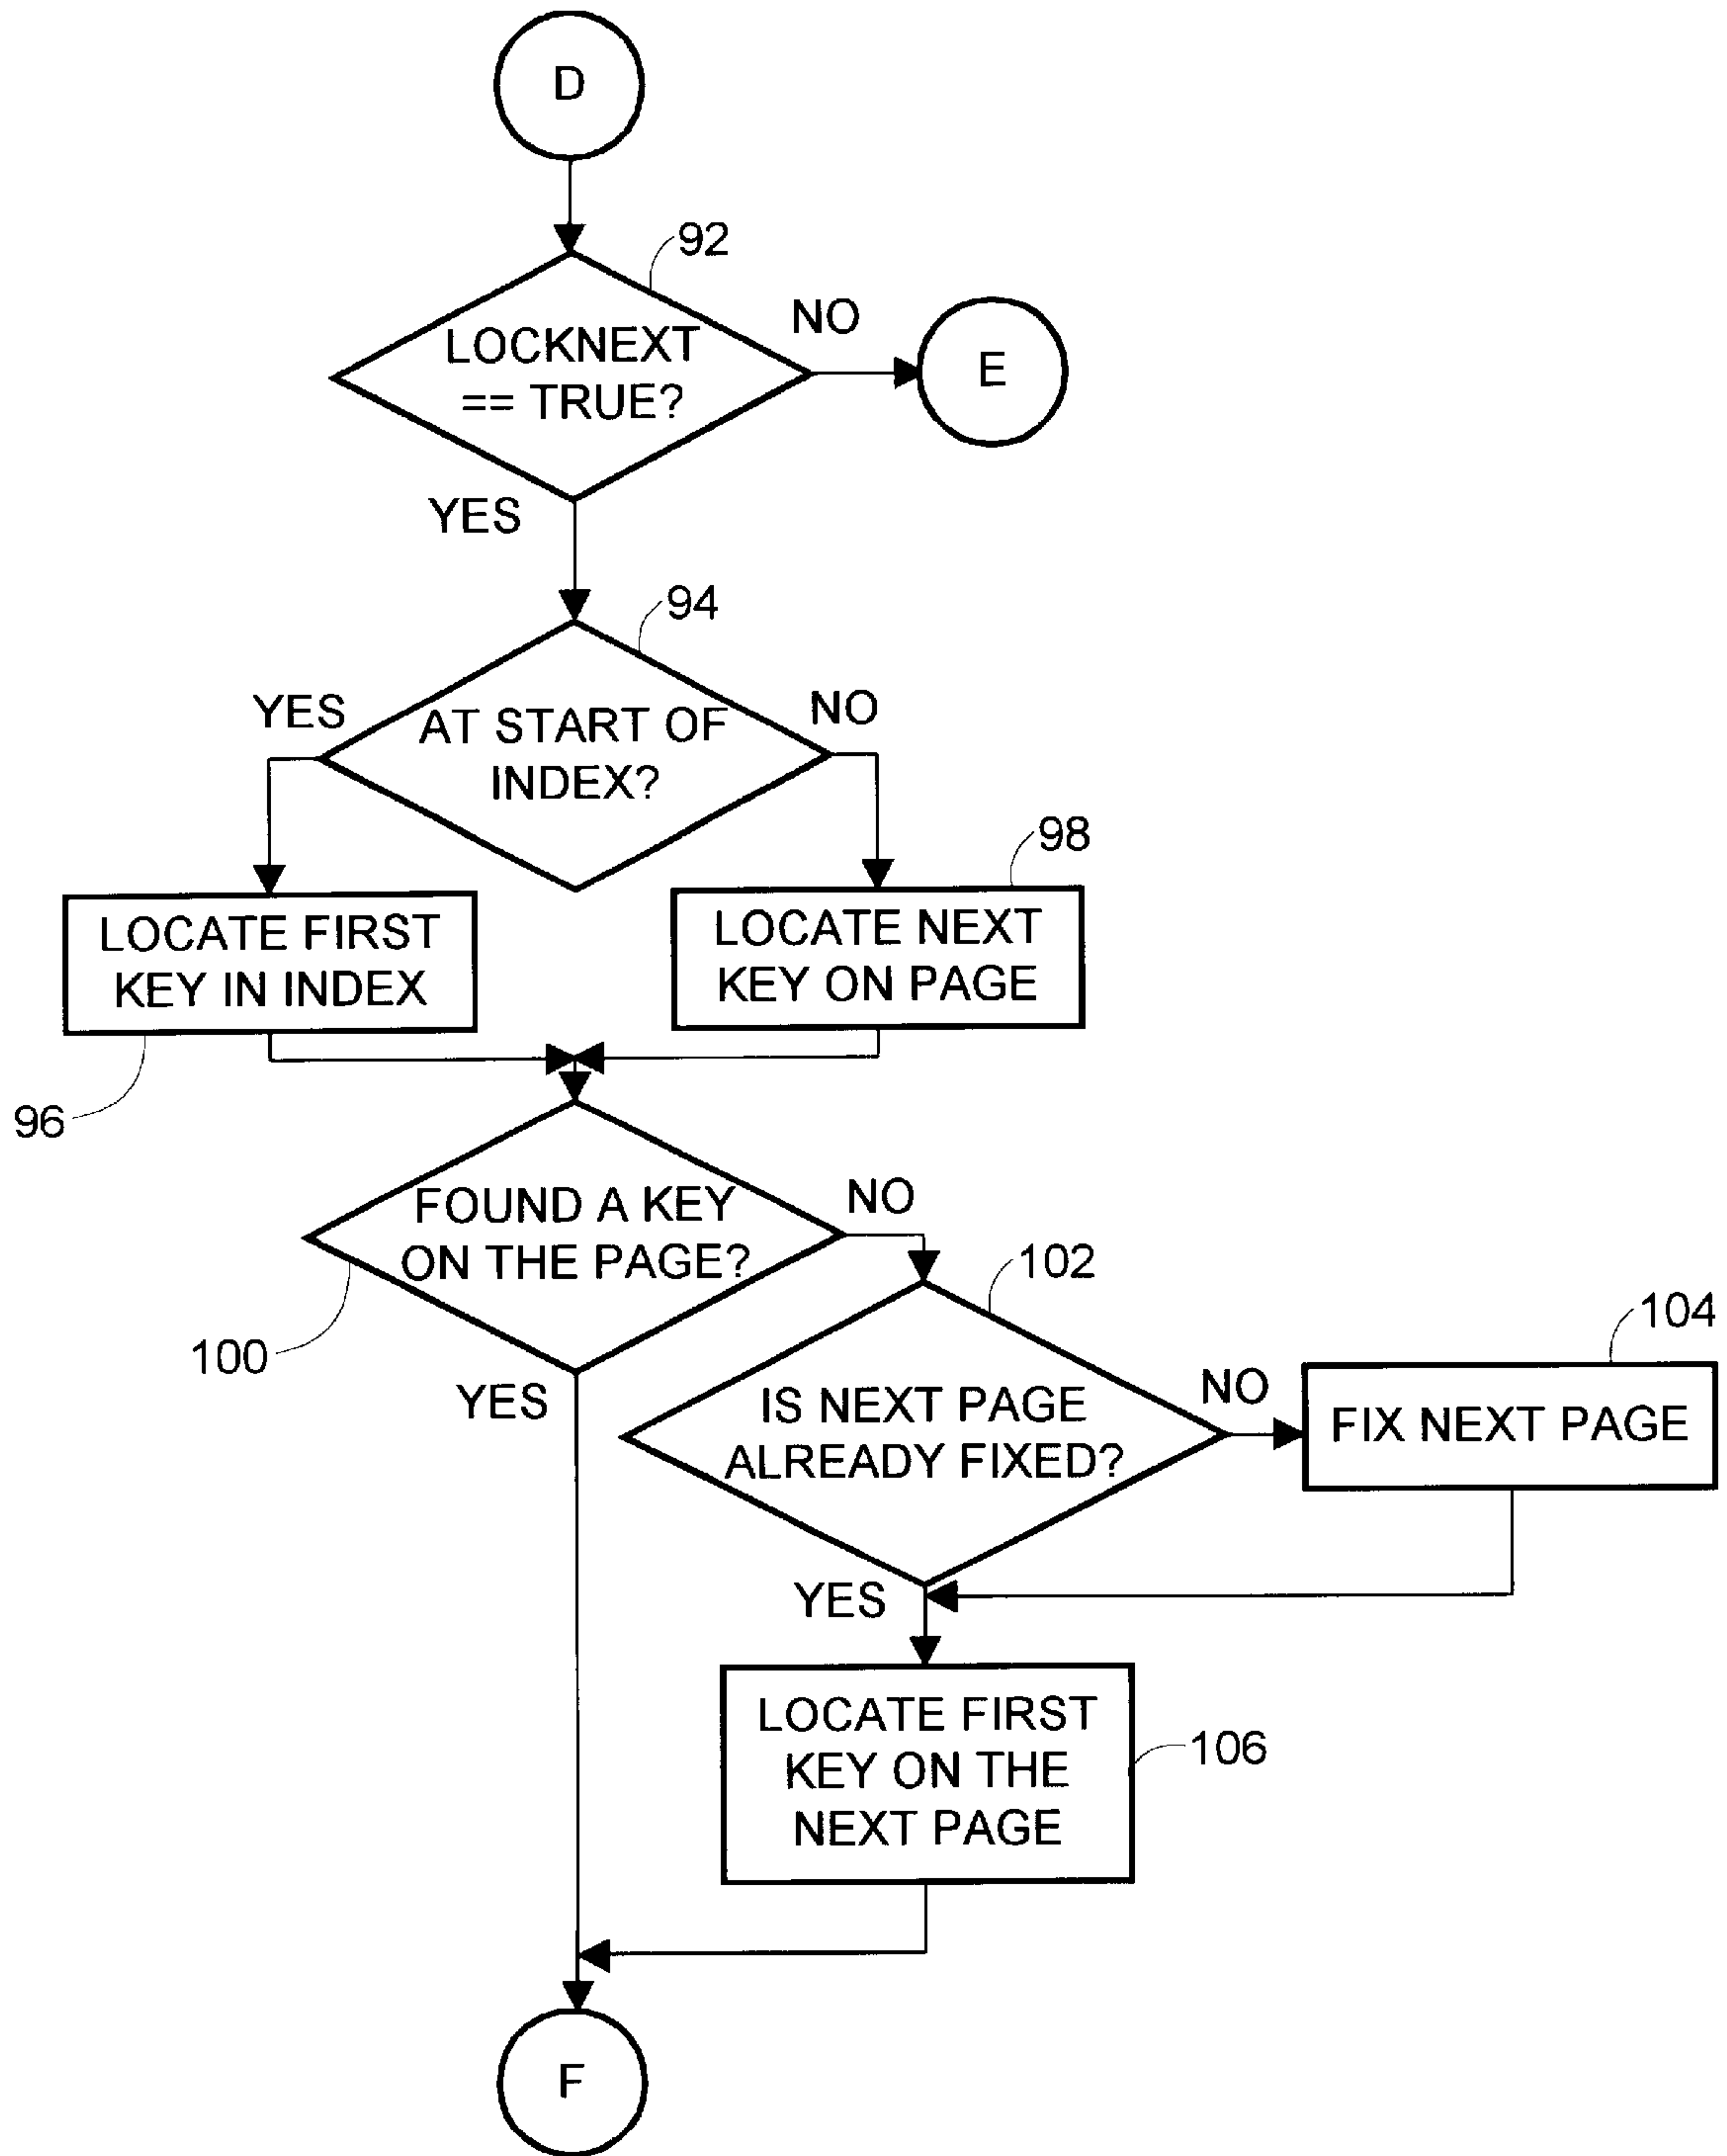 D
92
LOCKNEXT
== TRUE?
NO
E
YES
94
AT START OF
INDEX?
YES
NO
98
LOCATE FIRST
KEY IN INDEX
LOCATE NEXT
KEY ON PAGE
96
FOUND A KEY
ON THE PAGE?
NO
100
YES
102
IS NEXT PAGE
ALREADY FIXED?
NO
104
FIX NEXT PAGE
YES
LOCATE FIRST
KEY ON THE
NEXT PAGE
106
F